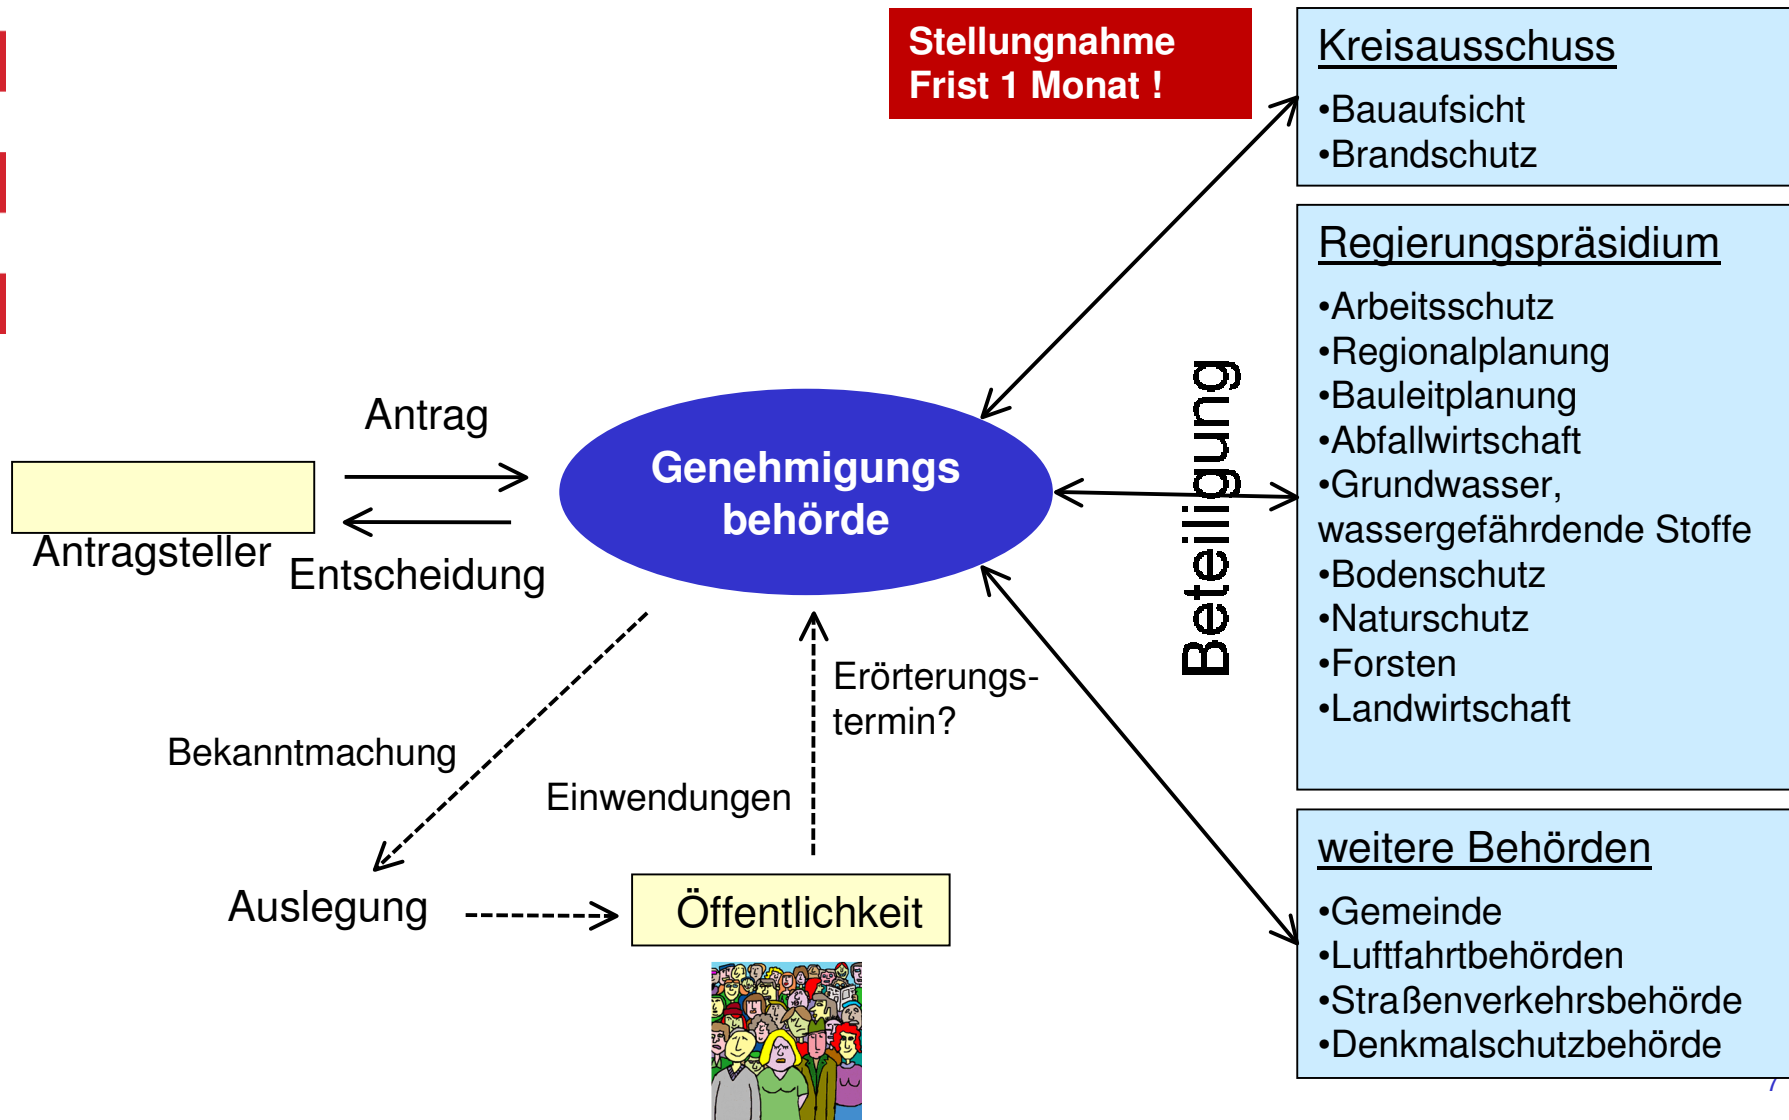 Stellungnahme
Frist 1 Monat !
Kreisausschuss
•Bauaufsicht
•Brandschutz
Regierungspräsidium
•Arbeitsschutz
•Regionalplanung
•Bauleitplanung
•Abfallwirtschaft
•Grundwasser,
wassergefährdende Stoffe
•Bodenschutz
•Naturschutz
•Forsten
•Landwirtschaft
weitere Behörden
•Gemeinde
•Luftfahrtbehörden
•Straßenverkehrsbehörde
•Denkmalschutzbehörde
Beteiligung
Antrag
Genehmigungs
behörde
Antragsteller
Entscheidung
Erörterungs-
termin?
Bekanntmachung
Einwendungen
Auslegung
Öffentlichkeit
7